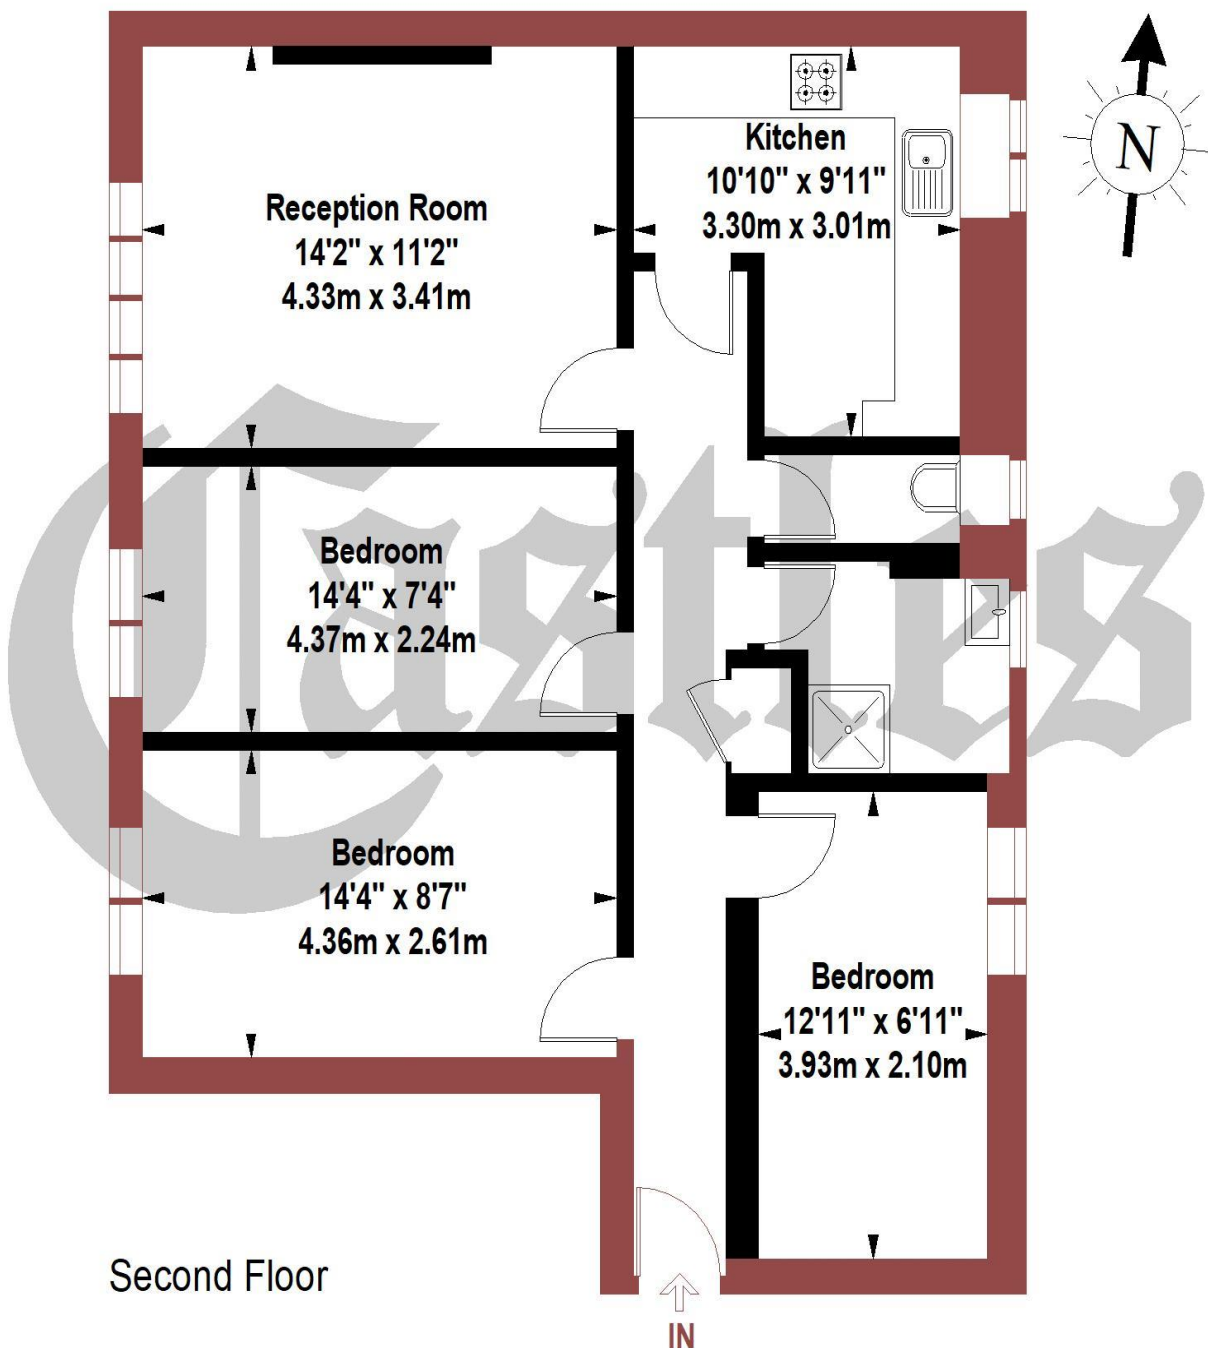 Kitchen
10'10" x 9'11"
3.30m x 3.01m
N
Reception Room
14'2" x 11'2"
4.33m x 3.41m
Castles
Bedroom
14'4" x 7'4"
4.37m x 2.24m
Bedroom
14'4" x 8'7"
4.36m x 2.61m
Bedroom
12'11" x 6'11"
3.93m x 2.10m
Second Floor
IN